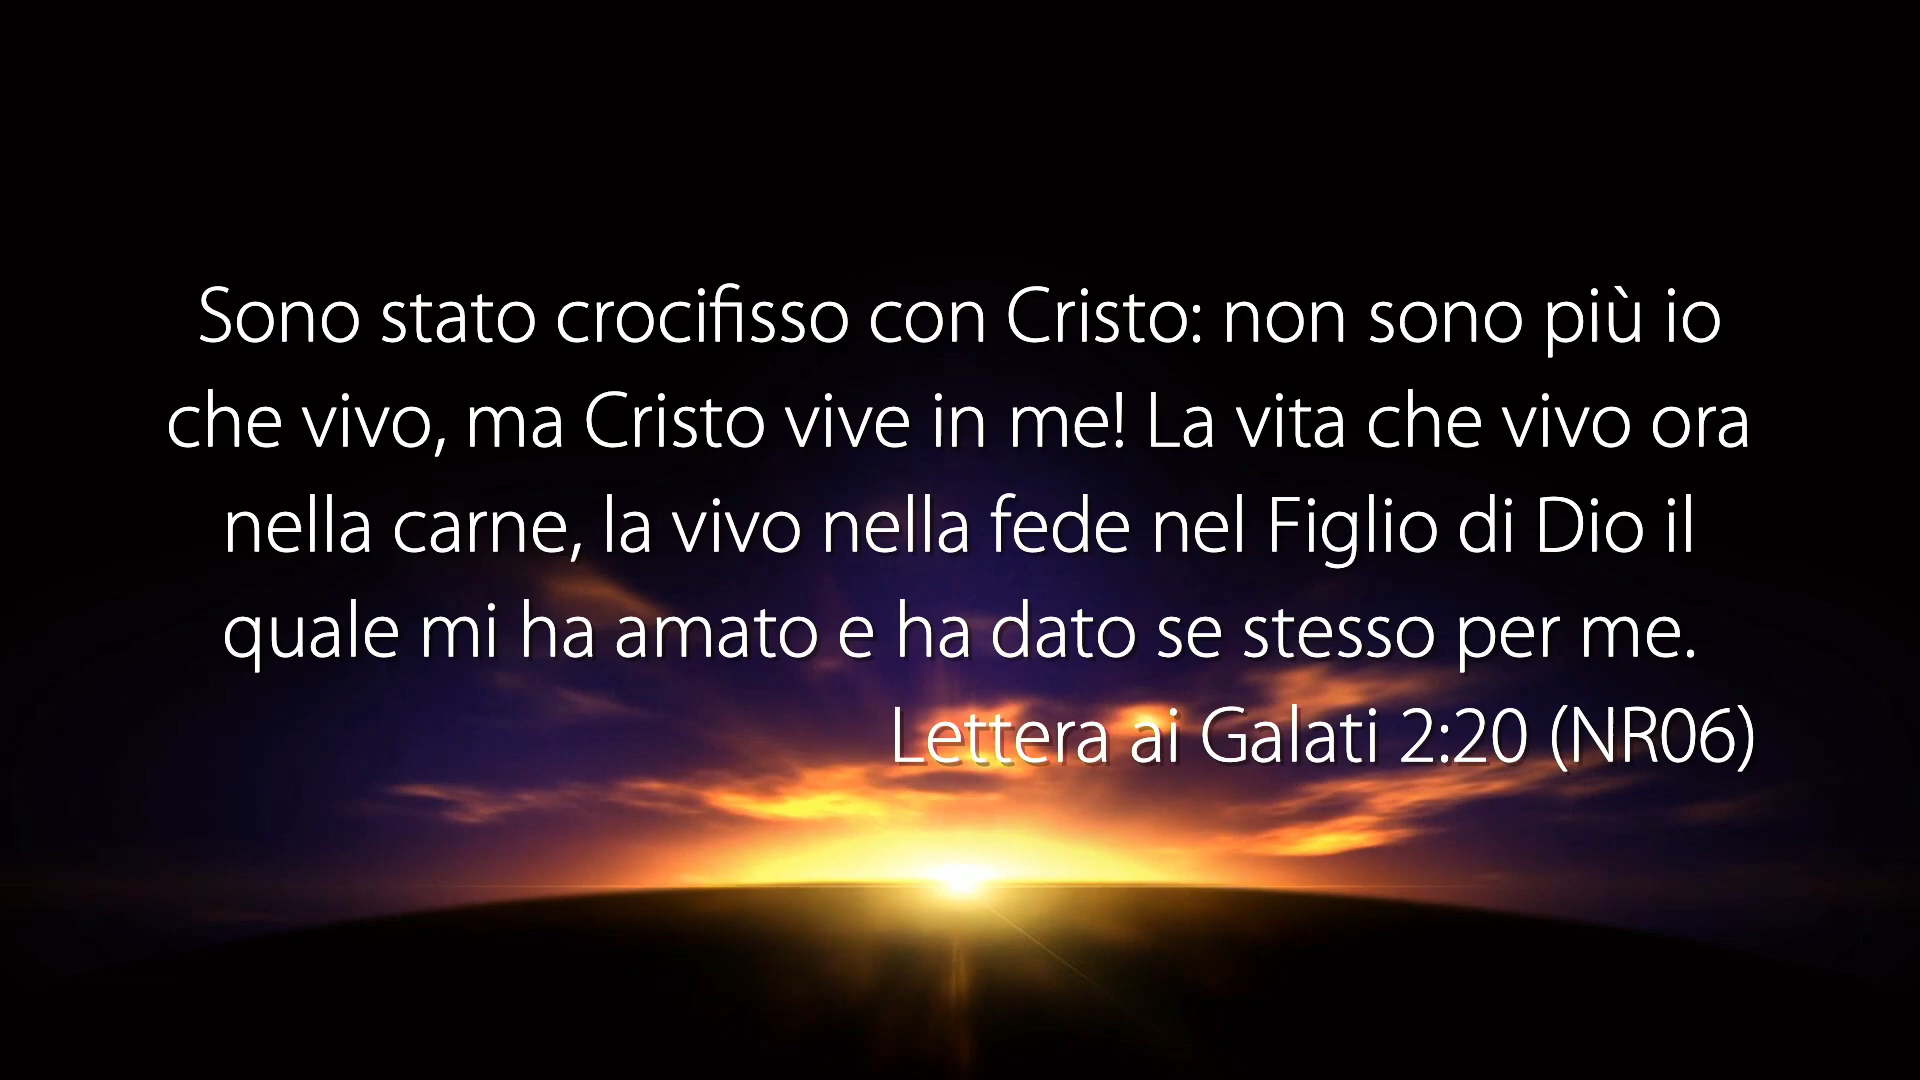 Sono stato crocifisso con Cristo: non sono più io
che vivo, ma Cristo vive in me! La vita che vivo ora
nella carne, la vivo nella fede nel Figlio di Dio il
quale mi ha amato e ha dato se stesso per me.
Lettera ai Galati 2:20 (NR06)